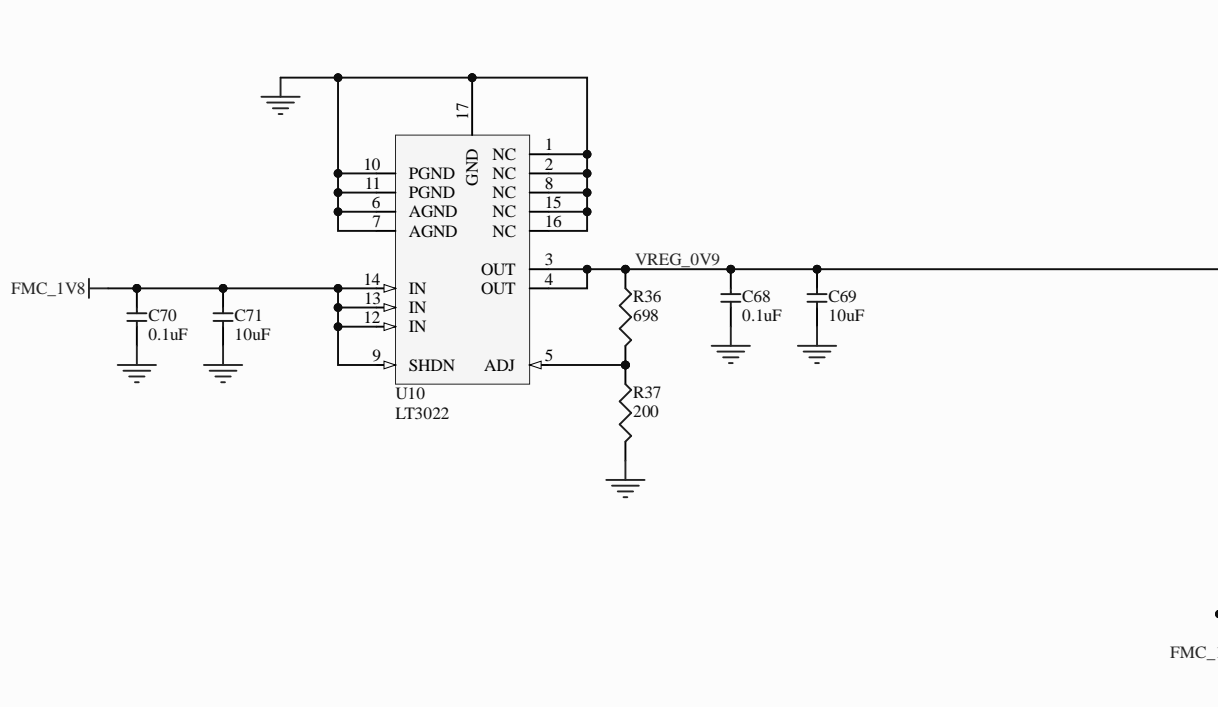 17
GND
10 PGND NC 1
11 PGND NC 2
6 AGND NC 8
7 AGND NC 15
NC 16
OUT 3 VREG_0V9
FMC_1V8 14 IN OUT 4
13 IN
12 IN
9 SHDN ADJ 5
C70
0.1uF
C71
10uF
R36
698
C68
0.1uF
C69
10uF
R37
200
U10
LT3022
FMC_